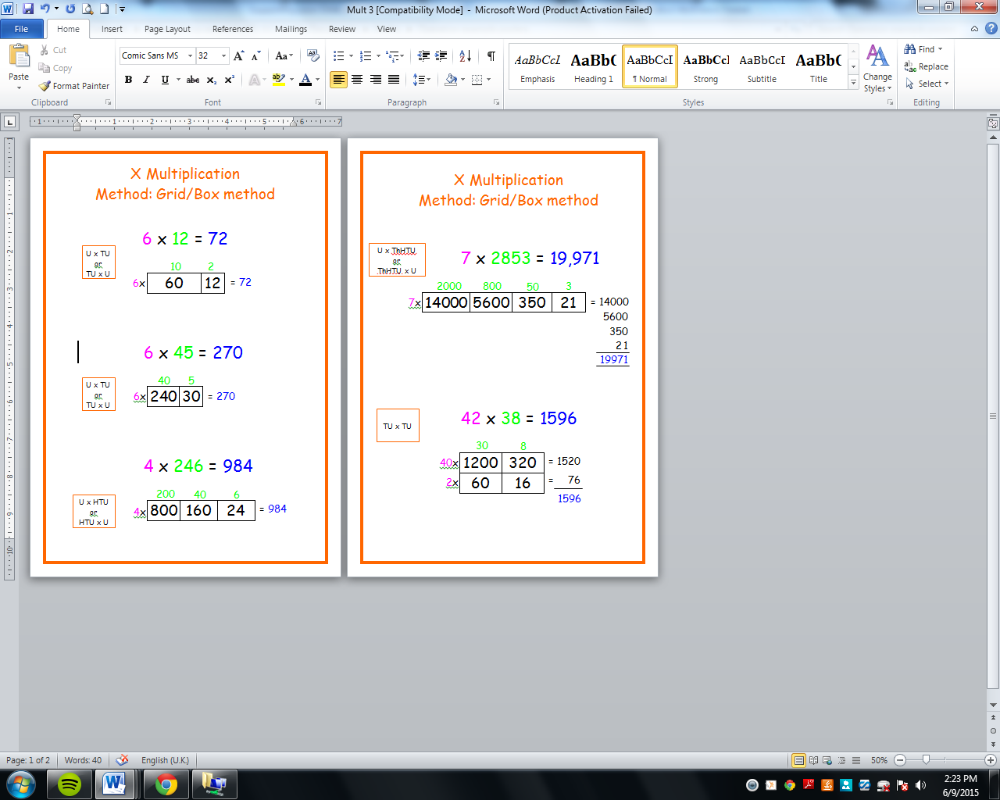 Mult 3 [Compatibility Mode] - Microsoft Word (Product Activation Failed)
File Home Insert Page Layout References Mailings Review View
Paste
Cut
Copy
Format Painter
Clipboard
Comic Sans MS 32
Font
Paragraph
AaBbCcI AaBbC AaBbCcI AaBbCcI AaBbCcI AaBbC
Emphasis Heading 1 ¶ Normal Strong Subtitle Title
Change Styles
Styles
Find
Replace
Select
Editing
X Multiplication
Method: Grid/Box method
6 x 12 = 72
U x TU
or
TU x U
10 2
6x 60 12 = 72
6 x 45 = 270
U x TU
or
TU x U
40 5
6x 240 30 = 270
4 x 246 = 984
U x HTU
or
HTU x U
200 40 6
4x 800 160 24 = 984
X Multiplication
Method: Grid/Box method
U x ThHTU
or
ThHTU x U
7 x 2853 = 19,971
2000 800 50 3
7x 14000 5600 350 21 = 14000
5600
350
21
19971
TU x TU
42 x 38 = 1596
30 8
40x 1200 320 = 1520
2x 60 16 = 76
1596
Page: 1 of 2 Words: 40 English (U.K.) 50%
2:23 PM
6/9/2015